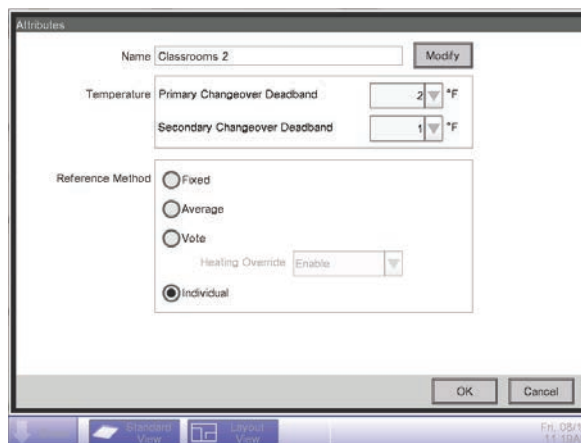 Attributes
Name Classrooms 2 Modify
Temperature Primary Changeover Deadband 2 °F
Secondary Changeover Deadband 1 °F
Reference Method Fixed
Average
Vote
Heating Override Enable
Individual
OK Cancel
Standard Layout Fri, 08/1
View View